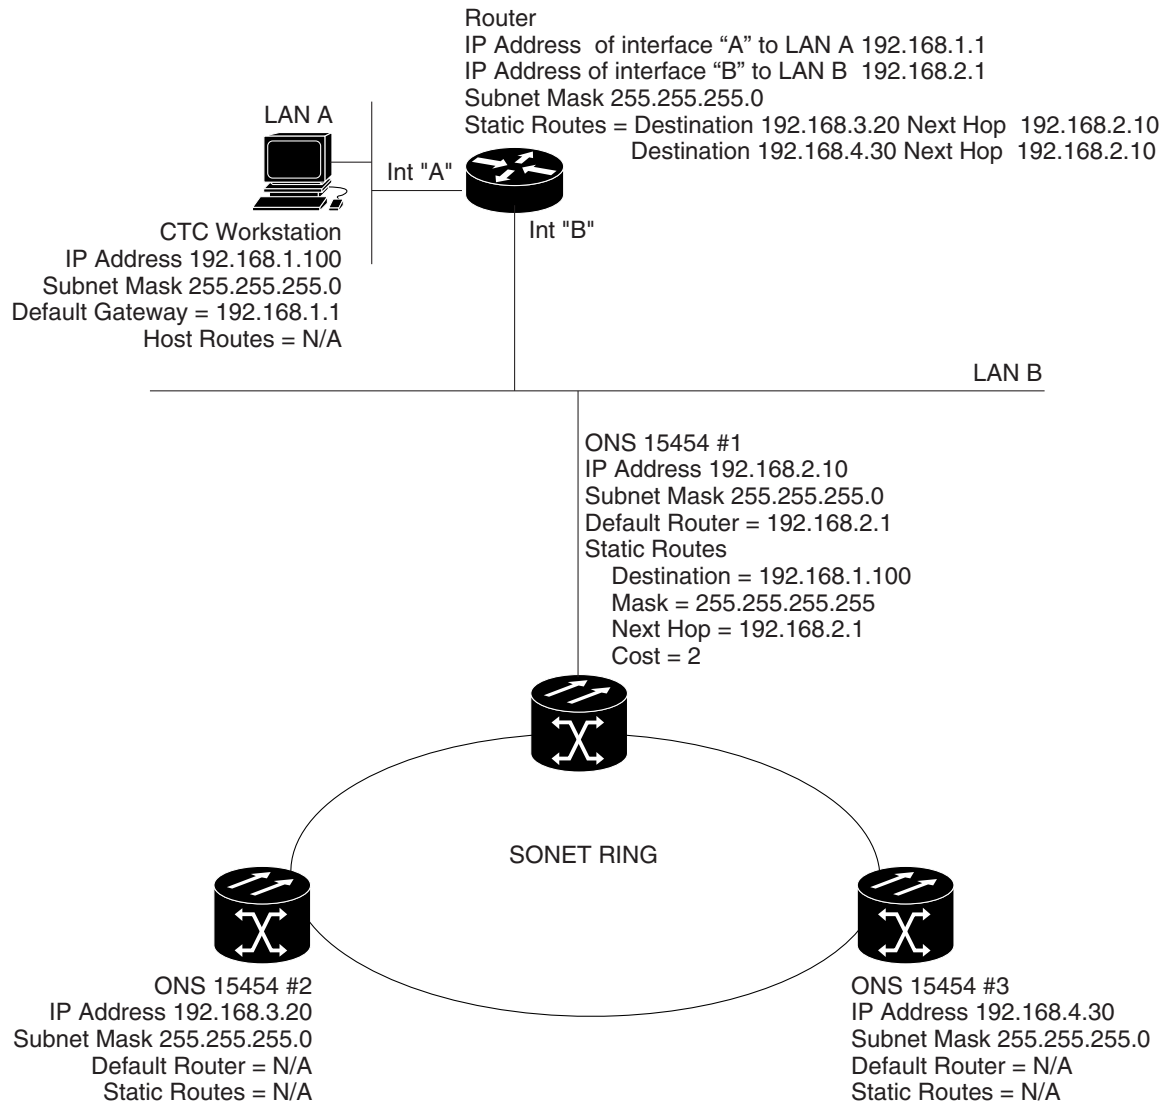 Router
IP Address of interface “A” to LAN A 192.168.1.1
IP Address of interface “B” to LAN B 192.168.2.1
Subnet Mask 255.255.255.0
Static Routes = Destination 192.168.3.20 Next Hop 192.168.2.10
Destination 192.168.4.30 Next Hop 192.168.2.10
LAN A
Int "A"
Int "B"
CTC Workstation
IP Address 192.168.1.100
Subnet Mask 255.255.255.0
Default Gateway = 192.168.1.1
Host Routes = N/A
LAN B
ONS 15454 #1
IP Address 192.168.2.10
Subnet Mask 255.255.255.0
Default Router = 192.168.2.1
Static Routes
Destination = 192.168.1.100
Mask = 255.255.255.255
Next Hop = 192.168.2.1
Cost = 2
SONET RING
ONS 15454 #2
IP Address 192.168.3.20
Subnet Mask 255.255.255.0
Default Router = N/A
Static Routes = N/A
ONS 15454 #3
IP Address 192.168.4.30
Subnet Mask 255.255.255.0
Default Router = N/A
Static Routes = N/A